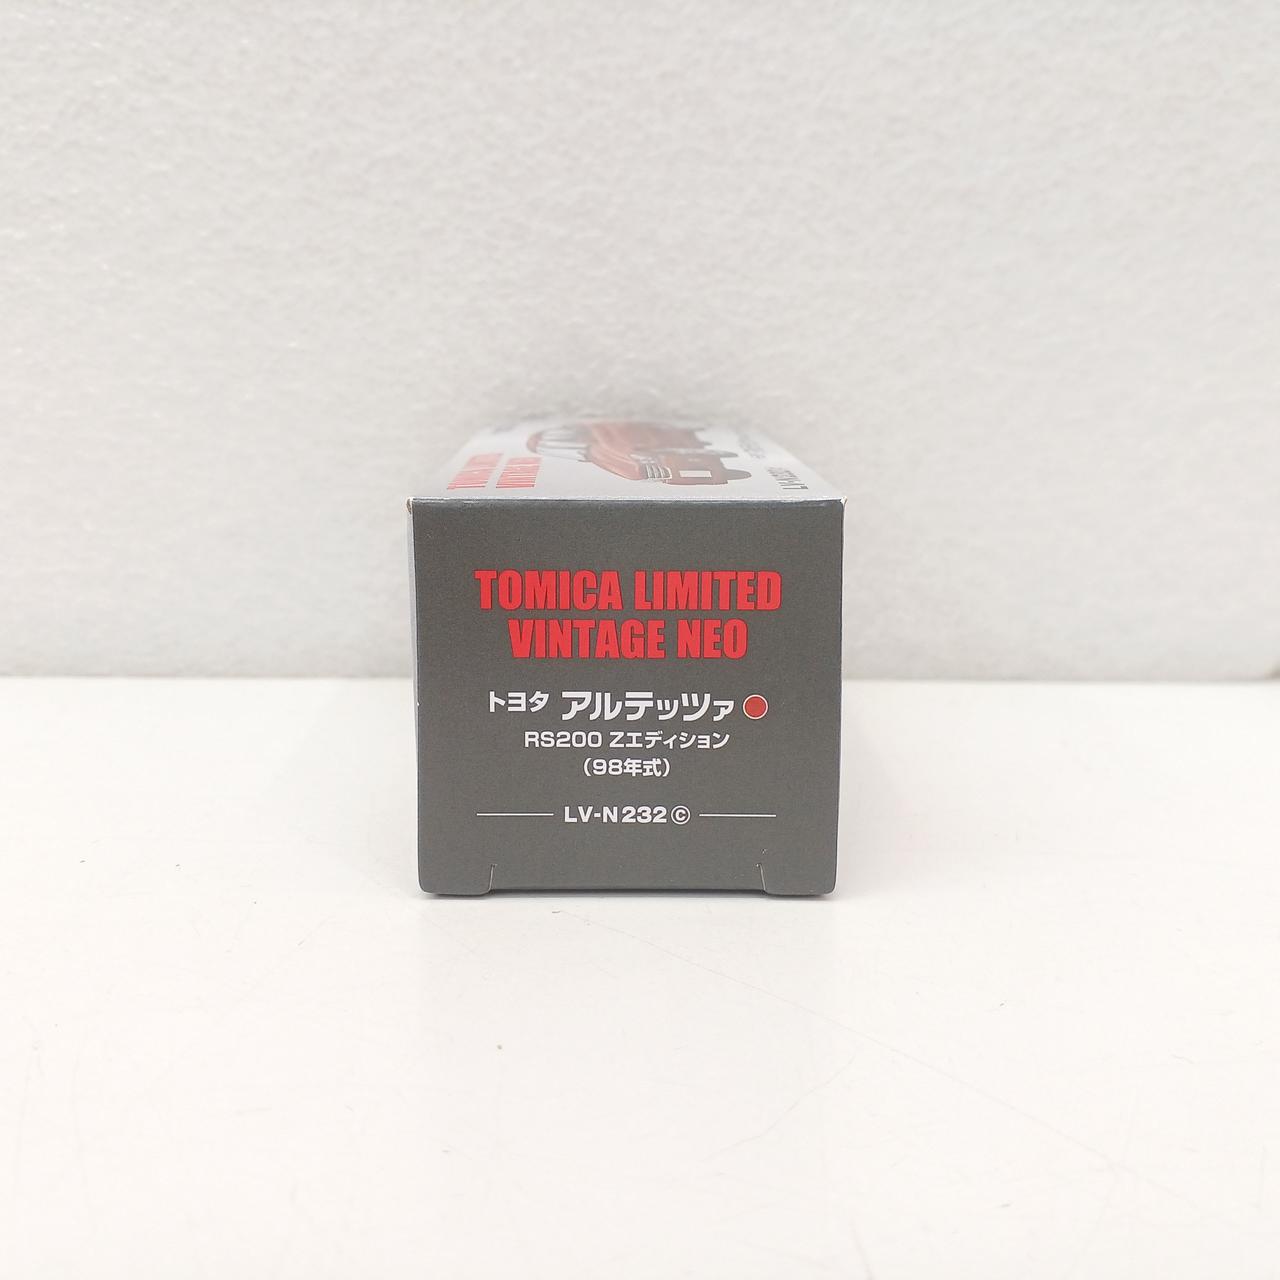 TOMICA LIMITED
VINTAGE NEO
トヨタ アルテッツァ
RS200 Zエディション
(98年式)
LV-N232ⓒ